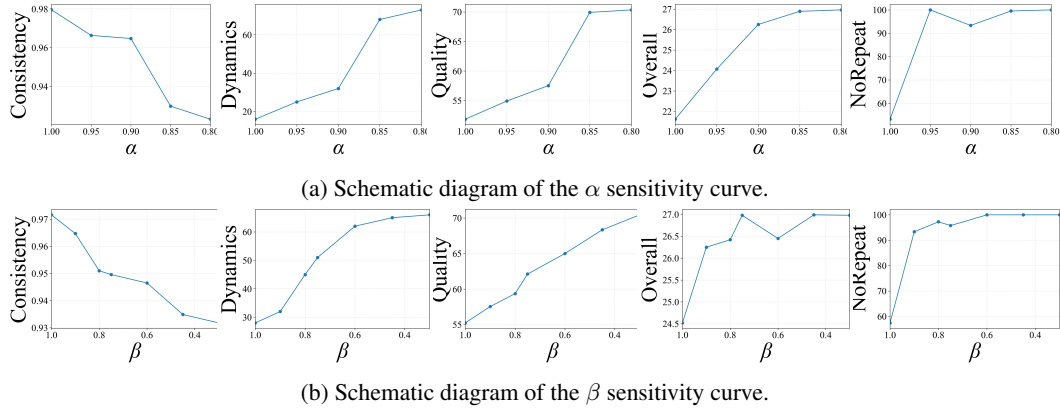 Consistency
0.98
0.96
0.94
1.00 0.95 0.90 0.85 0.80
α
Dynamics
60
40
20
1.00 0.95 0.90 0.85 0.80
α
Quality
70
65
60
55
1.00 0.95 0.90 0.85 0.80
α
Overall
27
26
25
24
23
22
1.00 0.95 0.90 0.85 0.80
α
NoRepeat
100
90
80
70
60
1.00 0.95 0.90 0.85 0.80
α
(a) Schematic diagram of the α sensitivity curve.
Consistency
0.97
0.96
0.95
0.94
0.93
1.0 0.8 0.6 0.4
β
Dynamics
60
50
40
30
1.0 0.8 0.6 0.4
β
Quality
70
65
60
55
1.0 0.8 0.6 0.4
β
Overall
27.0
26.5
26.0
25.5
25.0
24.5
1.0 0.8 0.6 0.4
β
NoRepeat
100
90
80
70
60
1.0 0.8 0.6 0.4
β
(b) Schematic diagram of the β sensitivity curve.